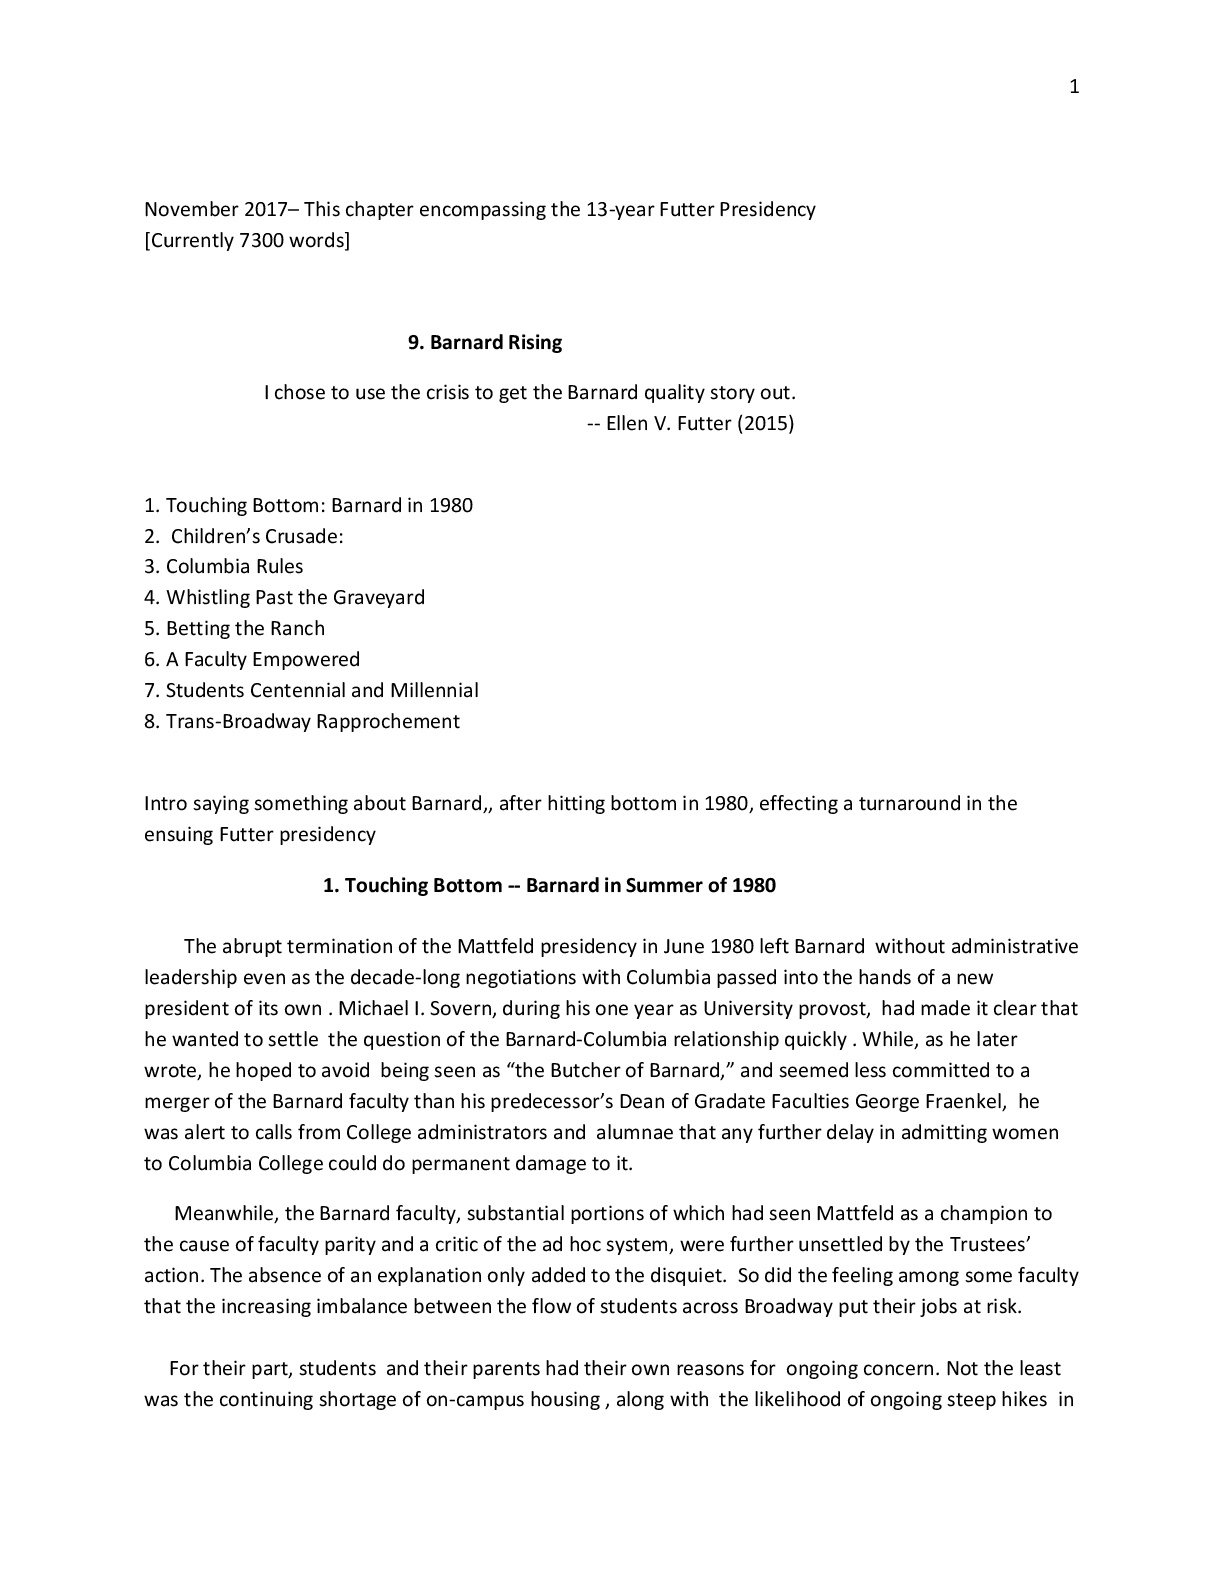 1
November 2017– This chapter encompassing the 13-year Futter Presidency
[Currently 7300 words]
9. Barnard Rising
I chose to use the crisis to get the Barnard quality story out.
-- Ellen V. Futter (2015)
1. Touching Bottom: Barnard in 1980
2.  Children’s Crusade:
3. Columbia Rules
4. Whistling Past the Graveyard
5. Betting the Ranch
6. A Faculty Empowered
7. Students Centennial and Millennial
8. Trans-Broadway Rapprochement
Intro saying something about Barnard,, after hitting bottom in 1980, effecting a turnaround in the
ensuing Futter presidency
1. Touching Bottom -- Barnard in Summer of 1980
The abrupt termination of the Mattfeld presidency in June 1980 left Barnard  without administrative
leadership even as the decade-long negotiations with Columbia passed into the hands of a new
president of its own . Michael I. Sovern, during his one year as University provost,  had made it clear that
he wanted to settle  the question of the Barnard-Columbia relationship quickly . While, as he later
wrote, he hoped to avoid  being seen as “the Butcher of Barnard,” and seemed less committed to a
merger of the Barnard faculty than his predecessor’s Dean of Gradate Faculties George Fraenkel,  he
was alert to calls from College administrators and  alumnae that any further delay in admitting women
to Columbia College could do permanent damage to it.
Meanwhile, the Barnard faculty, substantial portions of which had seen Mattfeld as a champion to
the cause of faculty parity and a critic of the ad hoc system, were further unsettled by the Trustees’
action. The absence of an explanation only added to the disquiet.  So did the feeling among some faculty
that the increasing imbalance between the flow of students across Broadway put their jobs at risk.
For their part, students  and their parents had their own reasons for  ongoing concern. Not the least
was the continuing shortage of on-campus housing , along with  the likelihood of ongoing steep hikes  in